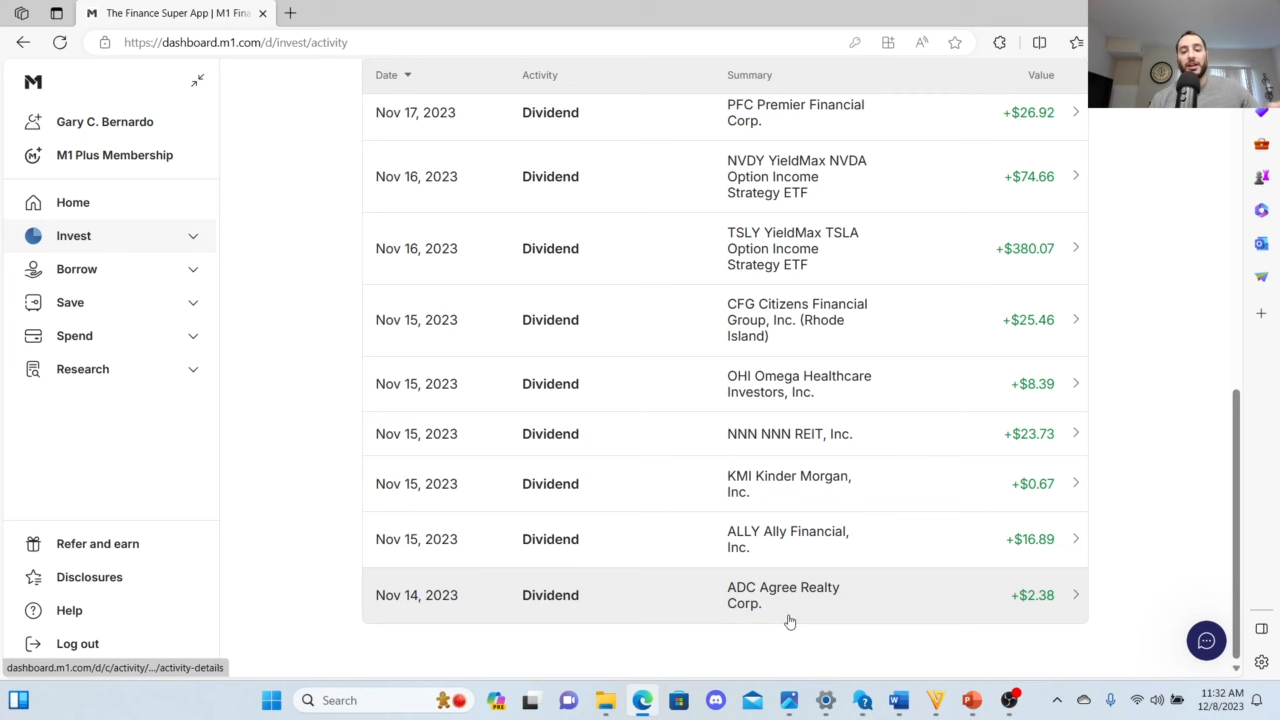 The Finance Super App | M1 Fina
https://dashboard.m1.com/d/invest/activity
Gary C. Bernardo
M1 Plus Membership
Home
Invest
Borrow
Save
Spend
Research
Refer and earn
Disclosures
Help
Log out
dashboard.m1.com/d/c/activity/.../activity-details
Date Activity Summary Value
Nov 17, 2023 Dividend PFC Premier Financial
Corp. +$26.92
Nov 16, 2023 Dividend NVDY YieldMax NVDA
Option Income
Strategy ETF +$74.66
Nov 16, 2023 Dividend TSLY YieldMax TSLA
Option Income
Strategy ETF +$380.07
Nov 15, 2023 Dividend CFG Citizens Financial
Group, Inc. (Rhode
Island) +$25.46
Nov 15, 2023 Dividend OHI Omega Healthcare
Investors, Inc. +$8.39
Nov 15, 2023 Dividend NNN NNN REIT, Inc. +$23.73
Nov 15, 2023 Dividend KMI Kinder Morgan,
Inc. +$0.67
Nov 15, 2023 Dividend ALLY Ally Financial,
Inc. +$16.89
Nov 14, 2023 Dividend ADC Agree Realty
Corp. +$2.38
Search
11:32 AM
12/8/2023